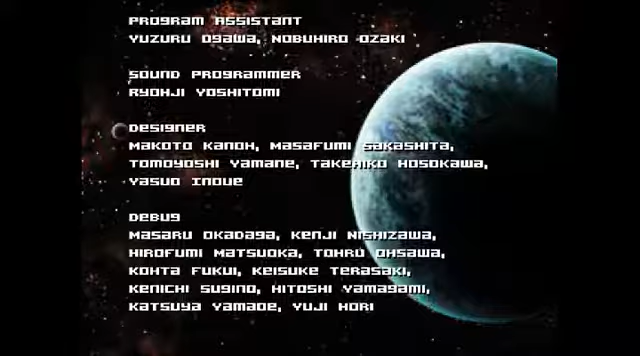 PROGRAM ASSISTANT
YUZURU OGAWA, NOBUHIRO OZAKI
SOUND PROGRAMMER
RYOHJI YOSHITOMI
DESIGNER
MAKOTO KANOH, MASAFUMI SAKASHITA,
TOMOYOSHI YAMANE, TAKEHIKO HOSOKAWA,
YASUO INOUE
DEBUG
MASARU OKADAGA, KENJI NISHIZAWA,
HIROFUMI MATSUOKA, TOHRU OHSAWA,
KOHTA FUKUI, KEISUKE TERASAKI,
KENICHI SUGINO, HITOSHI YAMAGAMI,
KATSUYA YAMAOE, YUJI HORI